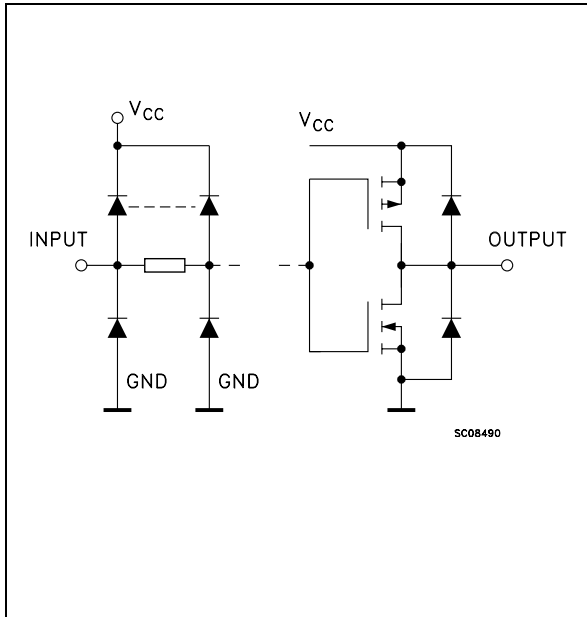 VCC
VCC
INPUT
OUTPUT
GND
GND
SC08490